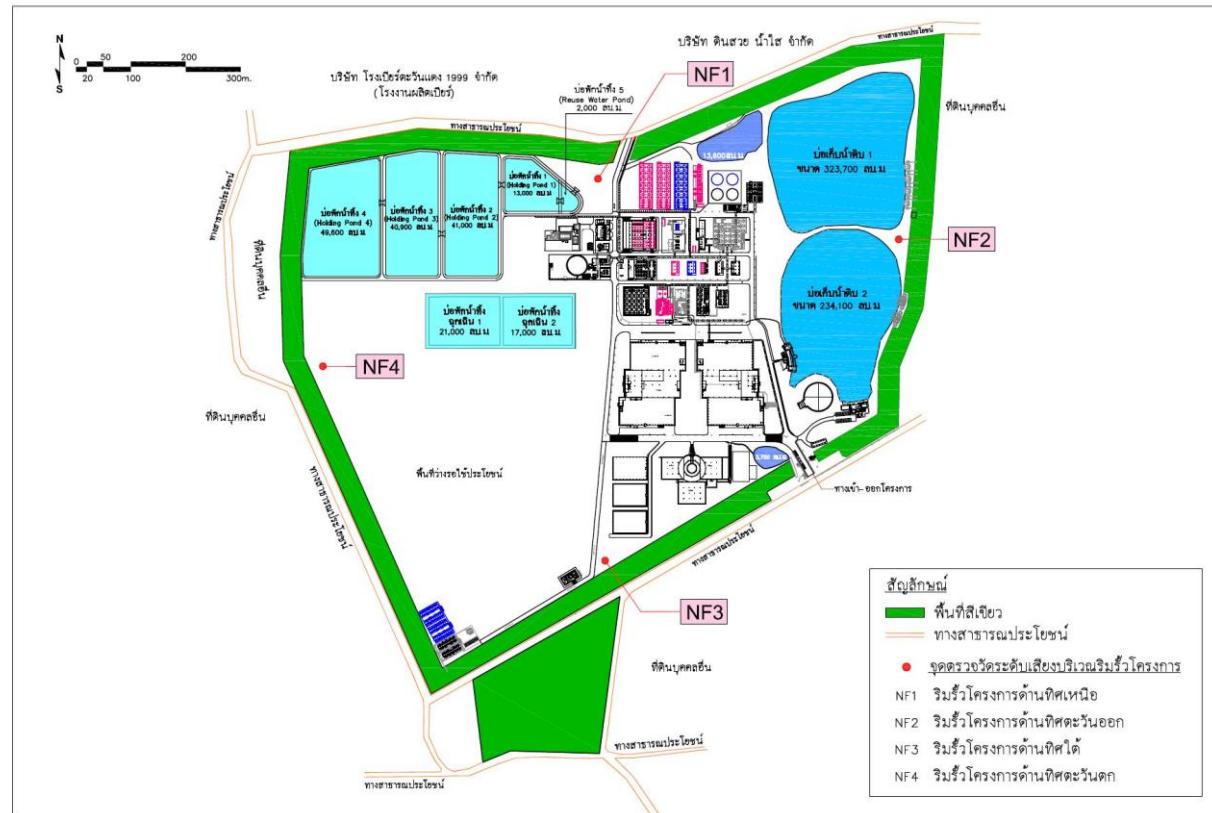 N
S
0 50 200
20 100 300m.
บริษัท ดินสวย น้ำใส จำกัด
บริษัท โรงเบียร์ตะวันแดง 1999 จำกัด
(โรงงานผลิตเบียร์)
NF1
บ่อพักน้ำทิ้ง 5
(Reuse Water Pond)
2,000 ลบ.ม.
ทางสาธารณประโยชน์
ทางสาธารณประโยชน์
ที่ดินบุคคลอื่น
ทางสาธารณประโยชน์
ที่ดินบุคคลอื่น
บ่อพักน้ำทิ้ง 4
(Holding Pond 4)
49,600 ลบ.ม.
บ่อพักน้ำทิ้ง 3
(Holding Pond 3)
40,900 ลบ.ม.
บ่อพักน้ำทิ้ง 2
(Holding Pond 2)
41,000 ลบ.ม.
บ่อพักน้ำทิ้ง 1
(Holding Pond 1)
13,000 ลบ.ม.
13,600 ลบ.ม.
บ่อเก็บน้ำดิบ 1
ขนาด 323,700 ลบ.ม.
NF2
บ่อเก็บน้ำดิบ 2
ขนาด 234,100 ลบ.ม.
บ่อพักน้ำทิ้ง
ฉุกเฉิน 1
21,000 ลบ.ม.
บ่อพักน้ำทิ้ง
ฉุกเฉิน 2
17,000 ลบ.ม.
NF4
ที่ดินบุคคลอื่น
พื้นที่ว่างรอใช้ประโยชน์
ทางเข้า-ออกโครงการ
ทางสาธารณประโยชน์
ทางสาธารณประโยชน์
NF3
ที่ดินบุคคลอื่น
ทางสาธารณประโยชน์
ทางสาธารณประโยชน์
สัญลักษณ์
พื้นที่สีเขียว
ทางสาธารณประโยชน์
จุดตรวจวัดระดับเสียงบริเวณริมรั้วโครงการ
NF1 ริมรั้วโครงการด้านทิศเหนือ
NF2 ริมรั้วโครงการด้านทิศตะวันออก
NF3 ริมรั้วโครงการด้านทิศใต้
NF4 ริมรั้วโครงการด้านทิศตะวันตก